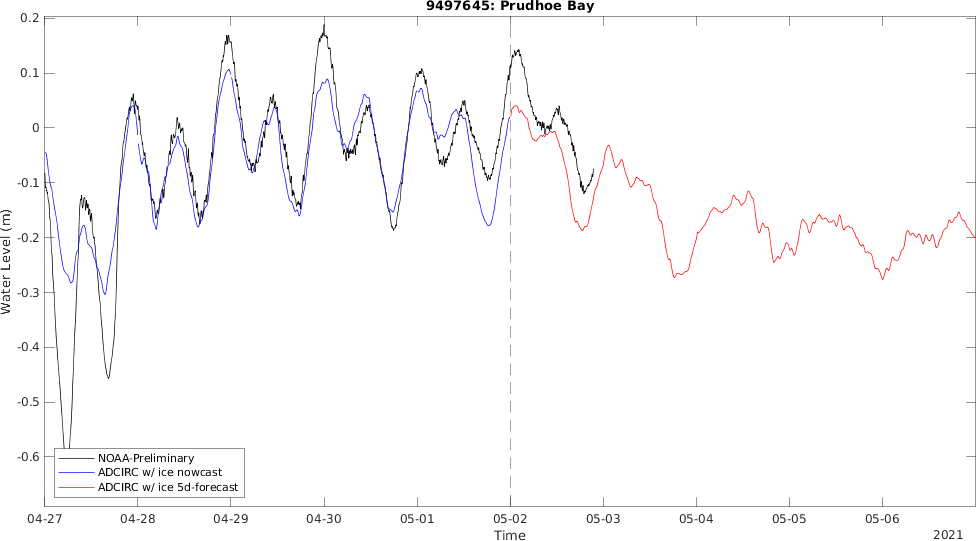 9497645: Prudhoe Bay
0.2
0.1
0
-0.1
-0.2
-0.3
-0.4
-0.5
-0.6
Water Level (m)
NOAA-Preliminary
ADCIRC w/ ice nowcast
ADCIRC w/ ice 5d-forecast
04-27 04-28 04-29 04-30 05-01 05-02 05-03 05-04 05-05 05-06
Time
2021